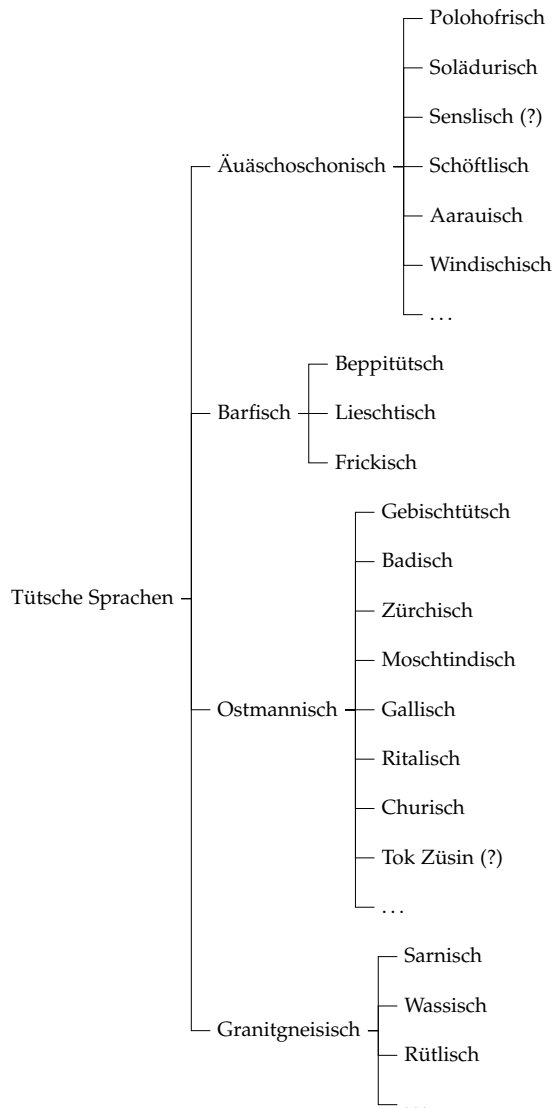 Tütsche Sprachen
Äuäschoschonisch
Polohofrisch
Solädurisch
Senslisch (?)
Schöftlisch
Aarauisch
Windischisch
...
Barfisch
Beppitütsch
Lieschtisch
Frickisch
Ostmannisch
Gebischtütsch
Badisch
Zürchisch
Moschtindisch
Gallisch
Ritalisch
Churisch
Tok Züsin (?)
...
Granitgneisisch
Sarnisch
Wassisch
Rütlisch
...